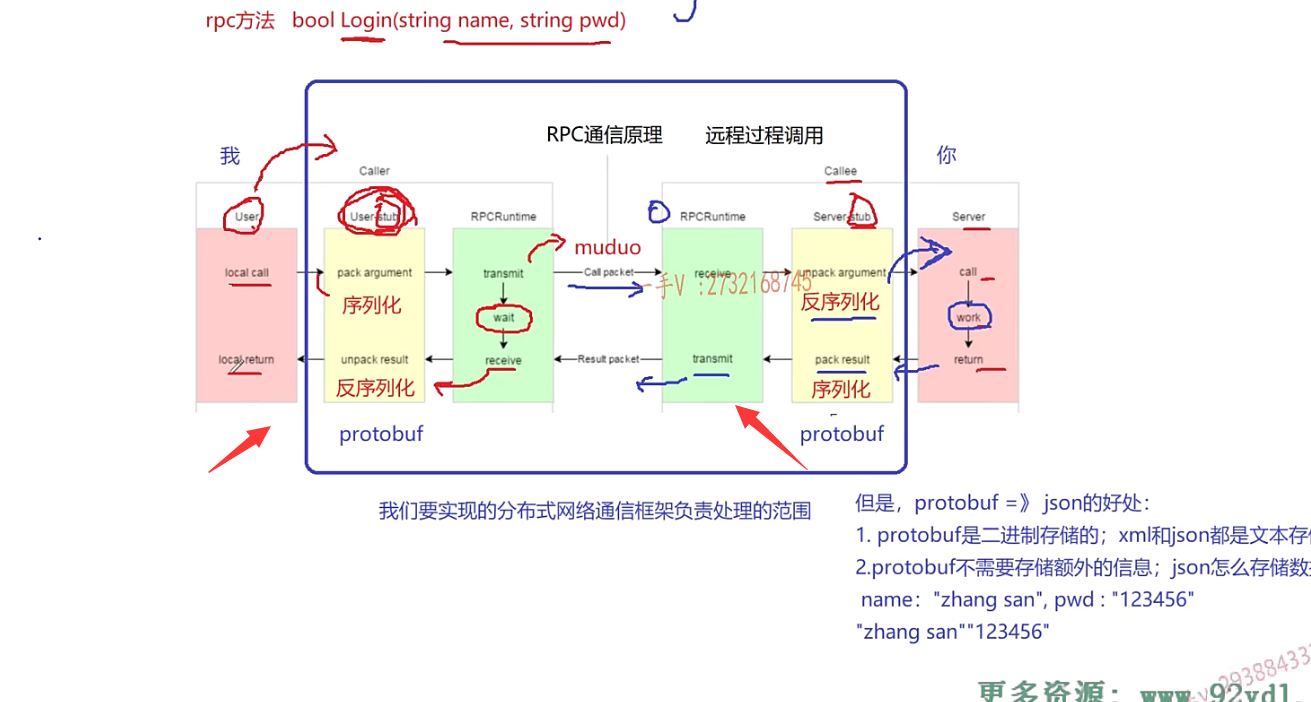 rpc方法 bool Login(string name, string pwd)
RPC通信原理 远程过程调用
我 你
Caller Callee
User User-stub RPCRuntime RPCRuntime Server-stub Server
muduo
local call pack argument transmit Call packet receive unpack argument call
一手V :2732168745
序列化 反序列化
wait work
local return unpack result receive Result packet transmit pack result return
反序列化 序列化
protobuf protobuf
我们要实现的分布式网络通信框架负责处理的范围
但是，protobuf =》 json的好处：
1. protobuf是二进制存储的；xml和json都是文本存
2.protobuf不需要存储额外的信息；json怎么存储数
name："zhang san", pwd : "123456"
"zhang san""123456"
更多资源：www.92yd1.